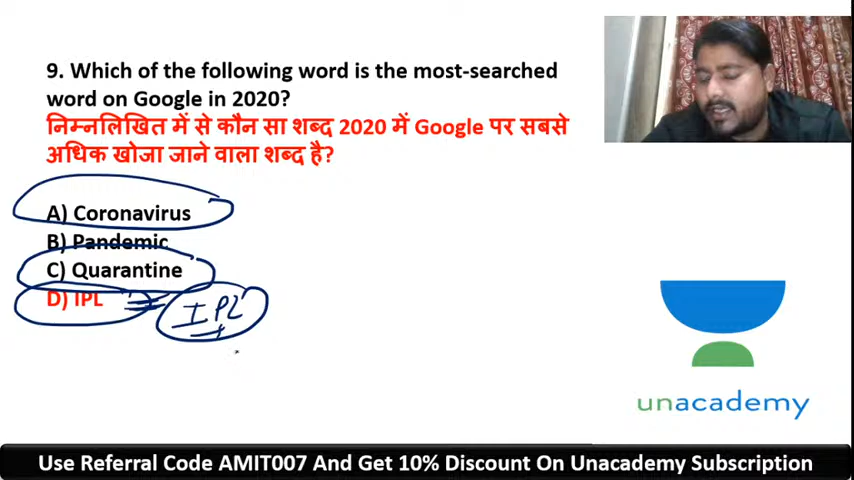 9. Which of the following word is the most-searched
word on Google in 2020?
निम्नलिखित में से कौन सा शब्द 2020 में Google पर सबसे
अधिक खोजा जाने वाला शब्द है?
A) Coronavirus
B) Pandemic
C) Quarantine
D) IPL
IPL
unacademy
Use Referral Code AMIT007 And Get 10% Discount On Unacademy Subscription